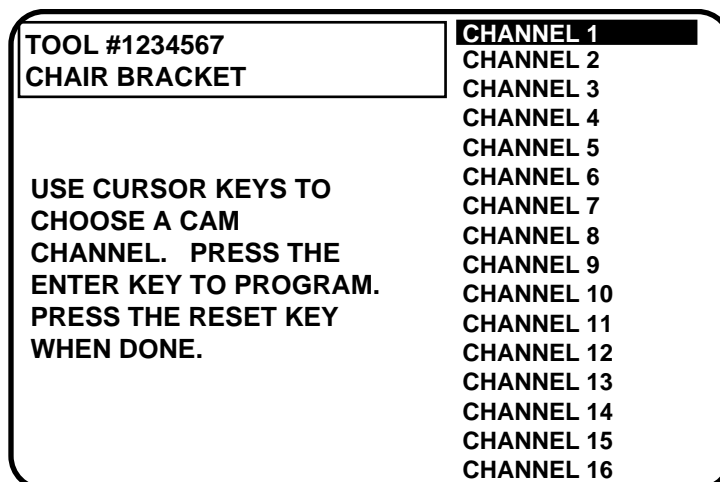 TOOL #1234567
CHAIR BRACKET
USE CURSOR KEYS TO
CHOOSE A CAM
CHANNEL. PRESS THE
ENTER KEY TO PROGRAM.
PRESS THE RESET KEY
WHEN DONE.
CHANNEL 1
CHANNEL 2
CHANNEL 3
CHANNEL 4
CHANNEL 5
CHANNEL 6
CHANNEL 7
CHANNEL 8
CHANNEL 9
CHANNEL 10
CHANNEL 11
CHANNEL 12
CHANNEL 13
CHANNEL 14
CHANNEL 15
CHANNEL 16